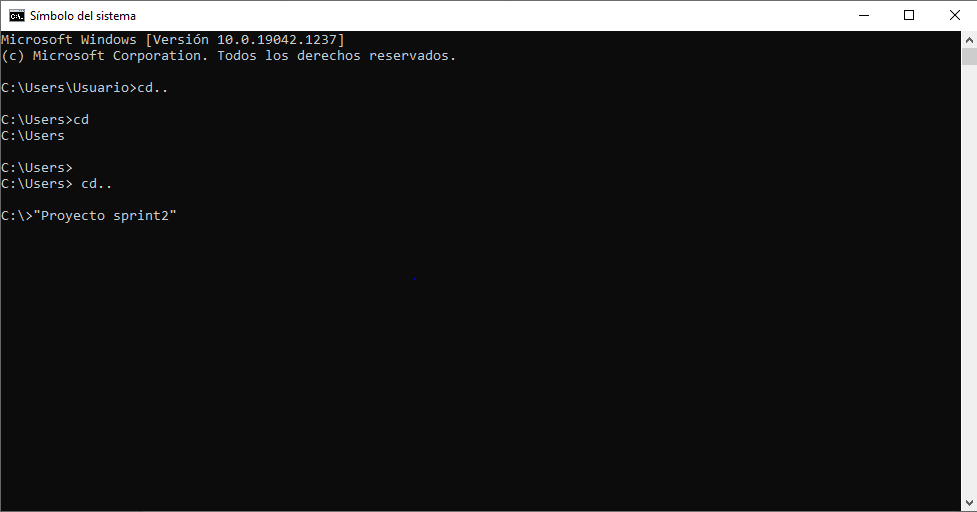 Símbolo del sistema
Microsoft Windows [Versión 10.0.19042.1237]
(c) Microsoft Corporation. Todos los derechos reservados.
C:\Users\Usuario>cd..
C:\Users>cd
C:\Users
C:\Users>
C:\Users> cd..
C:\>"Proyecto sprint2"